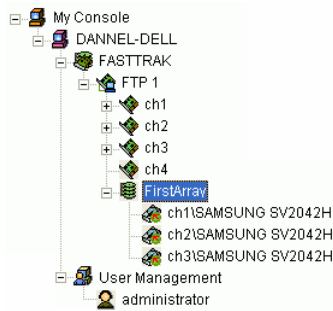 My Console
DANNEL-DELL
FASTTRAK
FTP 1
ch1
ch2
ch3
ch4
FirstArray
ch1\SAMSUNG SV2042H
ch2\SAMSUNG SV2042H
ch3\SAMSUNG SV2042H
User Management
administrator